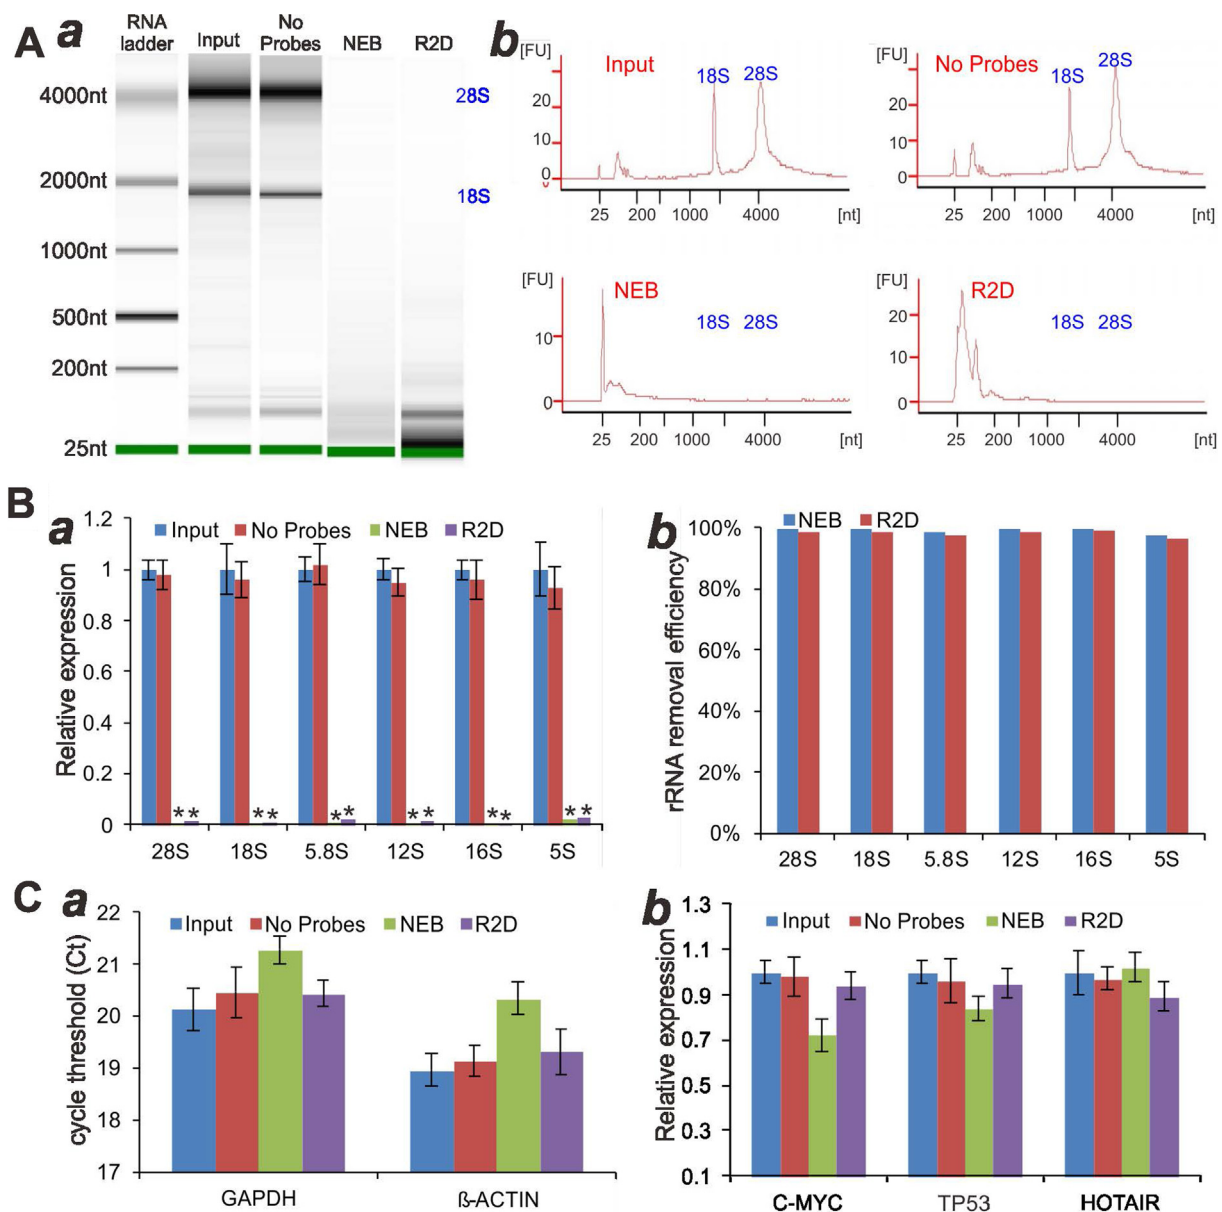 A a RNA ladder Input No Probes NEB R2D
4000nt 28S
2000nt 18S
1000nt
500nt
200nt
25nt
b
[FU] Input 18S 28S
20
10
0
25 200 1000 4000 [nt]
[FU] No Probes 18S 28S
30
20
10
0
25 200 1000 4000 [nt]
[FU] NEB 18S 28S
10
0
25 200 1000 4000 [nt]
[FU] R2D 18S 28S
20
10
0
25 200 1000 4000 [nt]
B a
Relative expression
Input No Probes NEB R2D
1.2
1
0.8
0.6
0.4
0.2
0
** ** ** ** ** **
28S 18S 5.8S 12S 16S 5S
b
rRNA removal efficiency
NEB R2D
100%
80%
60%
40%
20%
0%
28S 18S 5.8S 12S 16S 5S
C a
cycle threshold (Ct)
Input No Probes NEB R2D
22
21
20
19
18
17
GAPDH ß-ACTIN
b
Relative expression
Input No Probes NEB R2D
1.3
1.1
0.9
0.7
0.5
0.3
0.1
C-MYC TP53 HOTAIR